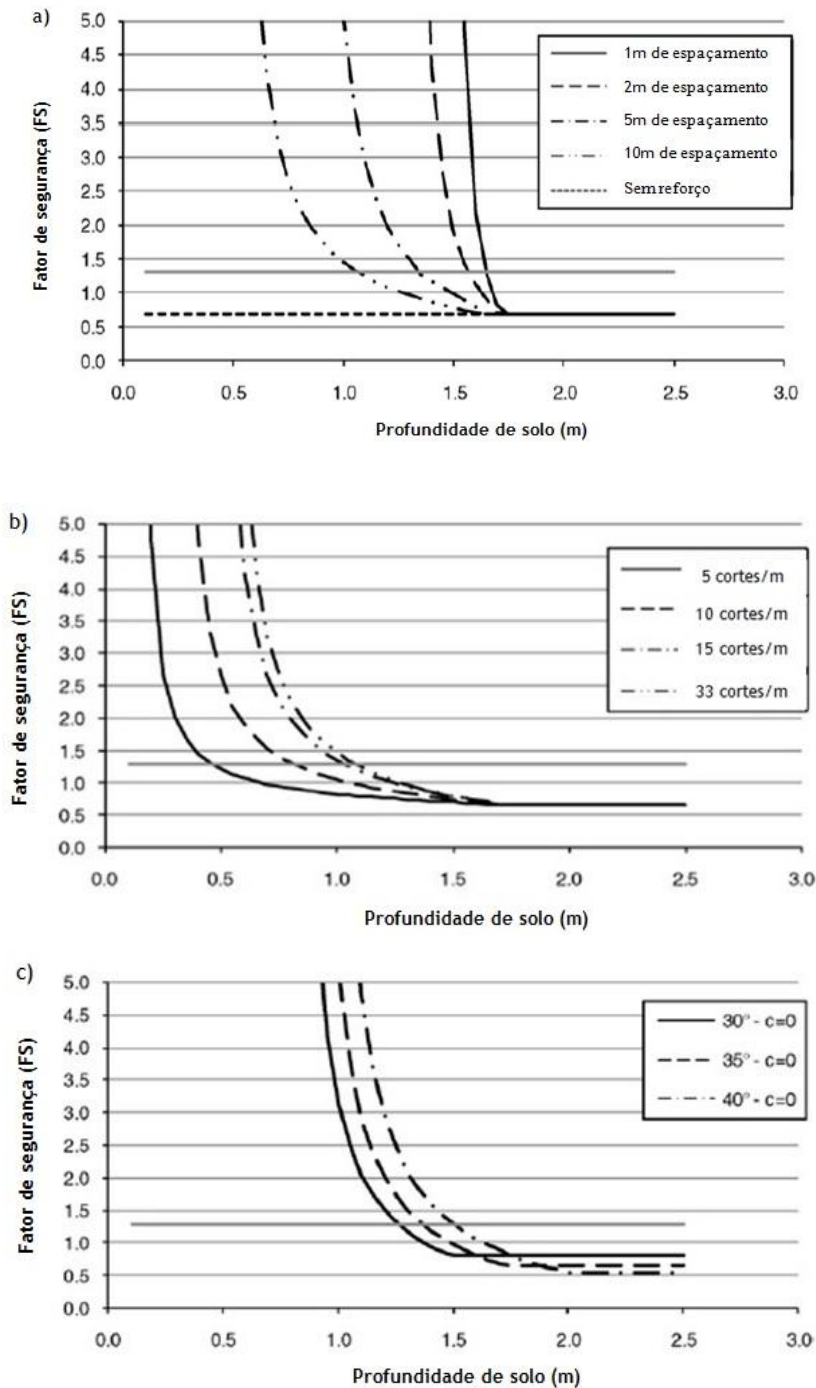 a)
Fator de segurança (FS)
5.0
4.5
4.0
3.5
3.0
2.5
2.0
1.5
1.0
0.5
0.0
1m de espaçamento
2m de espaçamento
5m de espaçamento
10m de espaçamento
Sem reforço
0.0 0.5 1.0 1.5 2.0 2.5 3.0
Profundidade de solo (m)
b)
Fator de segurança (FS)
5.0
4.5
4.0
3.5
3.0
2.5
2.0
1.5
1.0
0.5
0.0
5 cortes/m
10 cortes/m
15 cortes/m
33 cortes/m
0.0 0.5 1.0 1.5 2.0 2.5 3.0
Profundidade de solo (m)
c)
Fator de segurança (FS)
5.0
4.5
4.0
3.5
3.0
2.5
2.0
1.5
1.0
0.5
0.0
30° - c=0
35° - c=0
40° - c=0
0.0 0.5 1.0 1.5 2.0 2.5 3.0
Profundidade de solo (m)